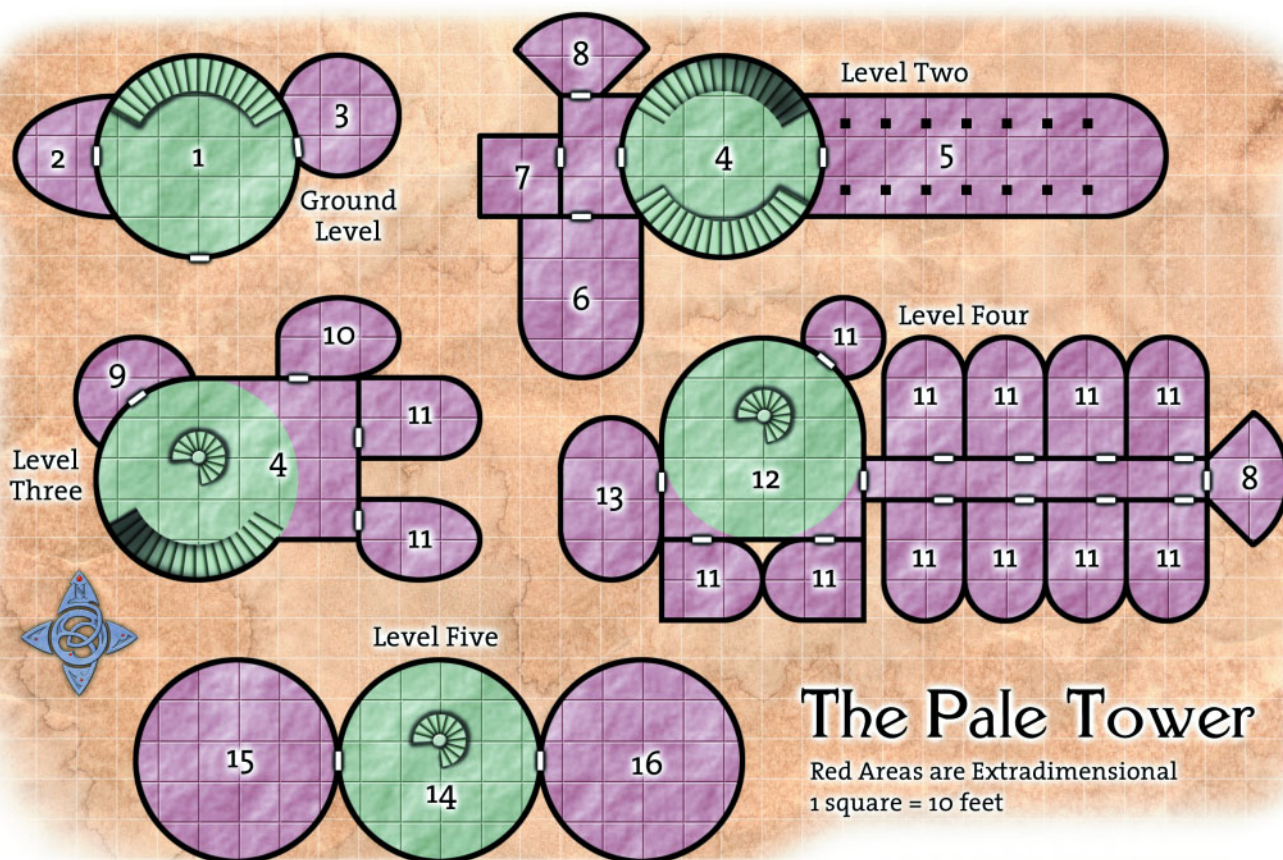 8
Level Two
2
1
3
7
4
5
Ground
Level
6
10
Level Four
11
9
11
11
11
11
11
Level
Three
4
13
12
8
11
11
11
11
11
11
11
N
Level Five
15
14
16
The Pale Tower
Red Areas are Extradimensional
1 square = 10 feet